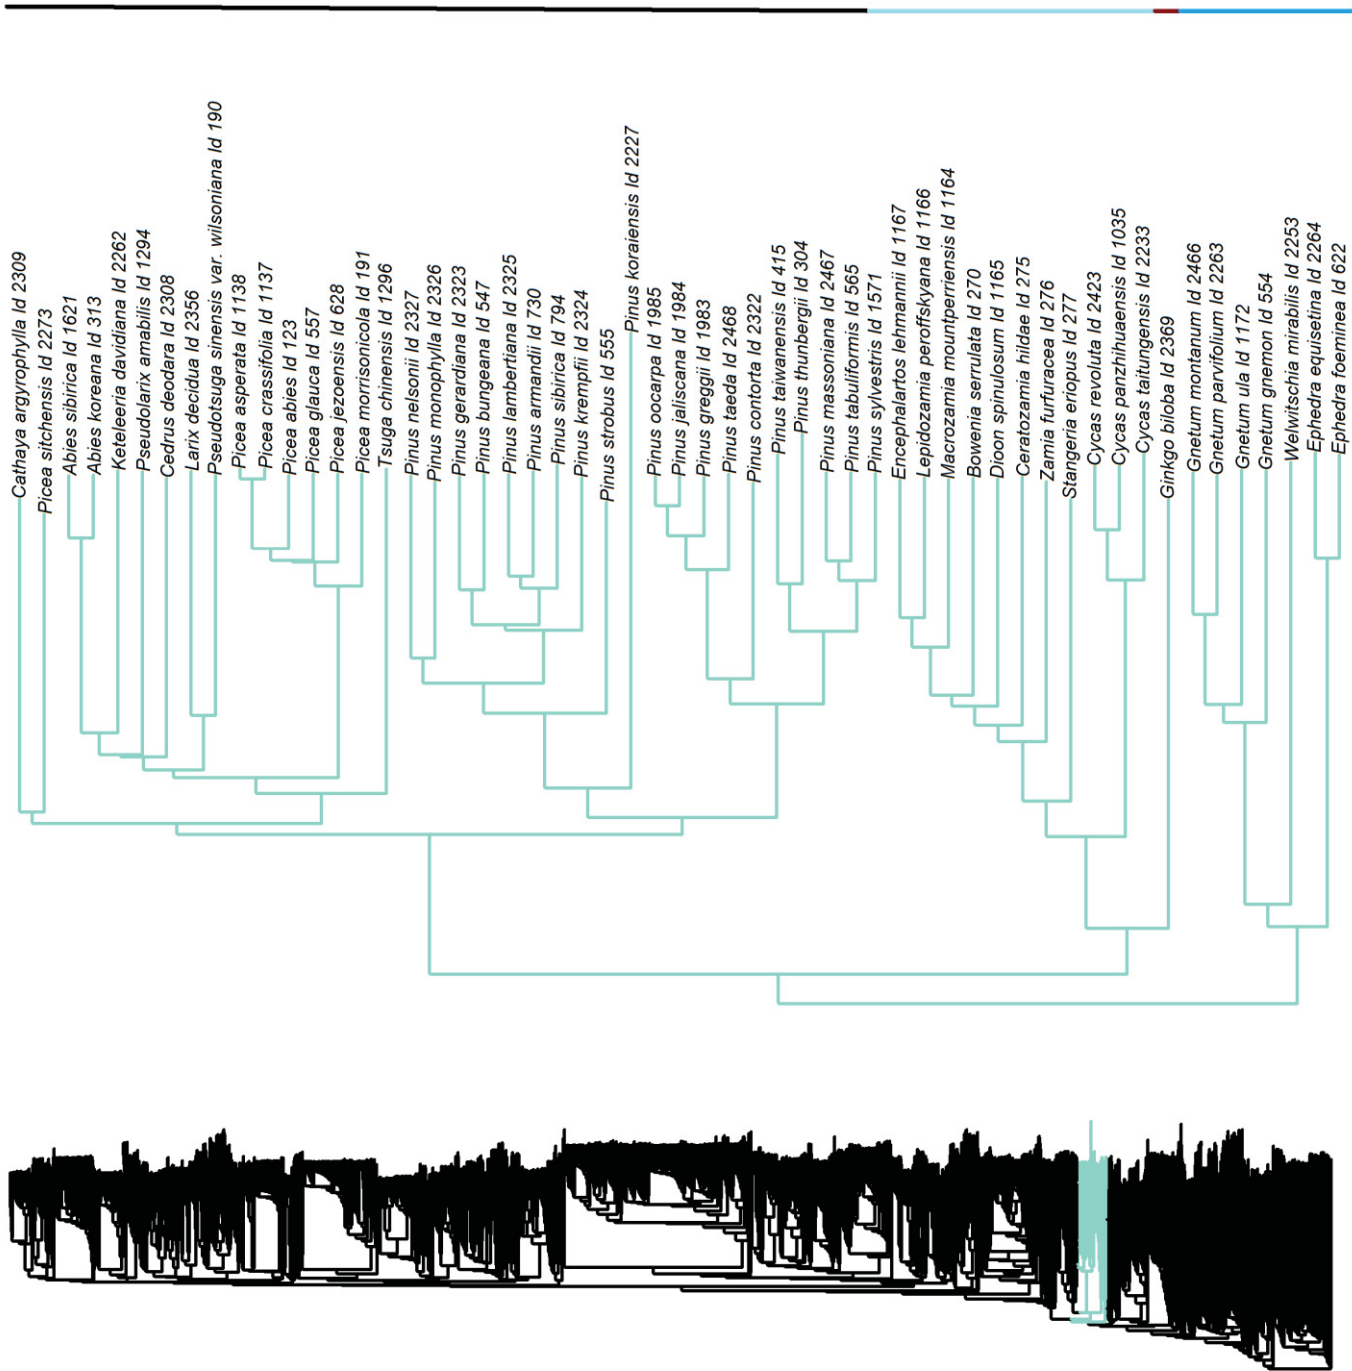 Cathaya argyrophylla Id 2309
Picea sitchensis Id 2273
Abies sibirica Id 1621
Abies koreana Id 313
Keteleeria davidiana Id 2262
Pseudolarix amabilis Id 1294
Cedrus deodara Id 2308
Larix decidua Id 2356
Pseudotsuga sinensis var. wilsoniana Id 190
Picea asperata Id 1138
Picea crassifolia Id 1137
Picea abies Id 123
Picea glauca Id 557
Picea jezoensis Id 628
Picea morrisonicola Id 191
Tsuga chinensis Id 1296
Pinus nelsonii Id 2327
Pinus monophylla Id 2326
Pinus gerardiana Id 2323
Pinus bungeana Id 547
Pinus lambertiana Id 2325
Pinus armandii Id 730
Pinus sibirica Id 794
Pinus krempfii Id 2324
Pinus strobus Id 555
Pinus koraiensis Id 2227
Pinus oocarpa Id 1985
Pinus jaliscana Id 1984
Pinus greggii Id 1983
Pinus taeda Id 2468
Pinus contorta Id 2322
Pinus taiwanensis Id 415
Pinus thunbergii Id 304
Pinus massoniana Id 2467
Pinus tabuliformis Id 565
Pinus sylvestris Id 1571
Encephalartos lehmannii Id 1167
Lepidozamia peroffskyana Id 1166
Macrozamia mountperriensis Id 1164
Bowenia serrulata Id 270
Dioon spinulosum Id 1165
Ceratozamia hildae Id 275
Zamia furfuracea Id 276
Stangeria eriopus Id 277
Cycas revoluta Id 2423
Cycas panzhihuaensis Id 1035
Cycas taitungensis Id 2233
Ginkgo biloba Id 2369
Gnetum montanum Id 2466
Gnetum parvifolium Id 2263
Gnetum ula Id 1172
Gnetum gnemon Id 554
Welwitschia mirabilis Id 2253
Ephedra equisetina Id 2264
Ephedra foeminea Id 622